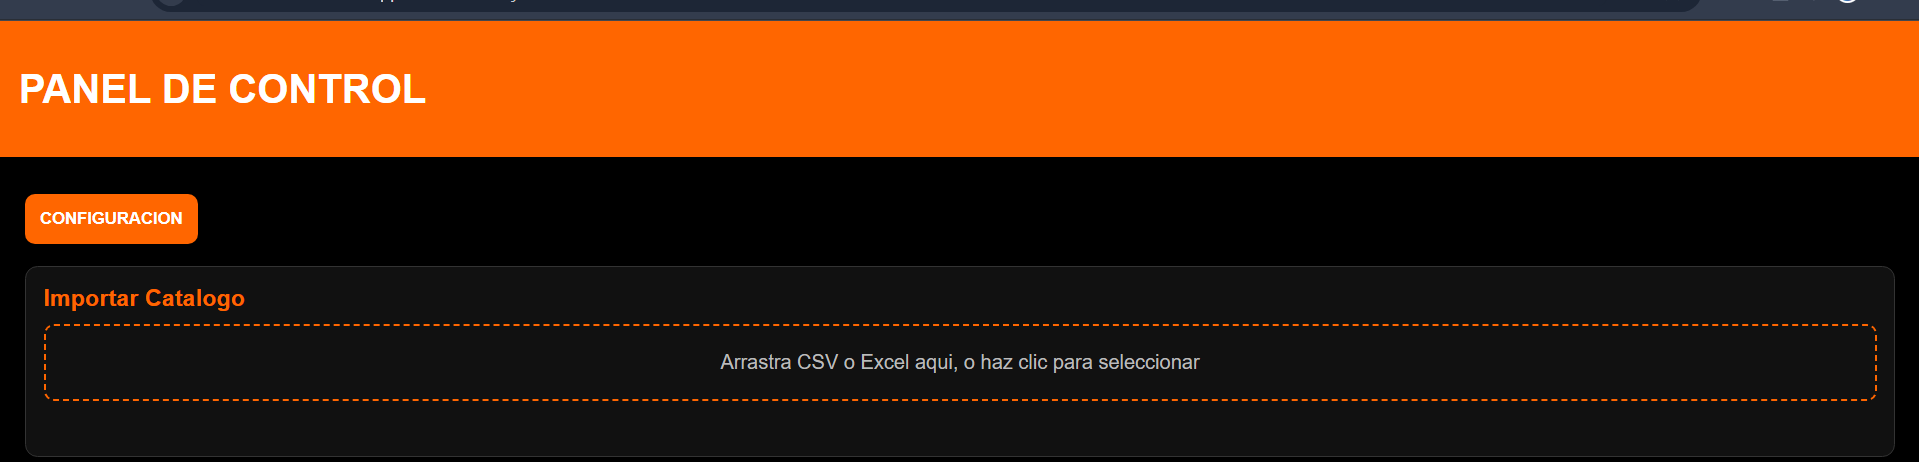 PANEL DE CONTROL
CONFIGURACION
Importar Catalogo
Arrastra CSV o Excel aqui, o haz clic para seleccionar